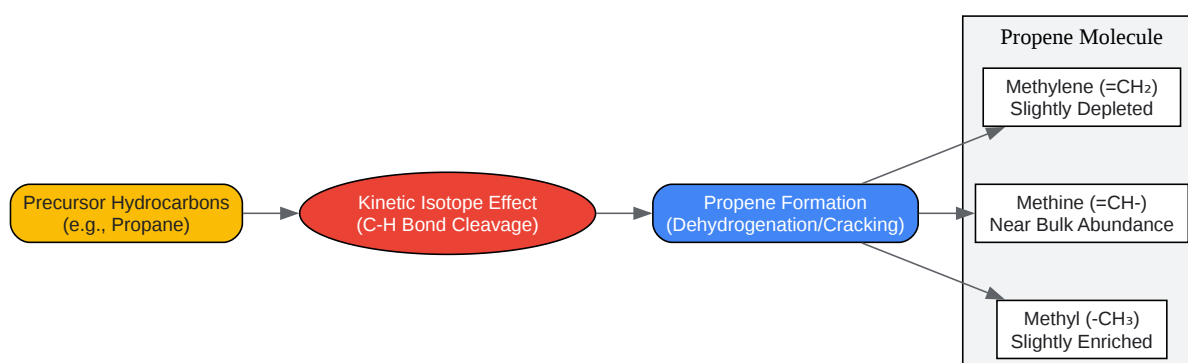 Propene Molecule
Methylene (=CH₂)
Slightly Depleted
Precursor Hydrocarbons
(e.g., Propane)
Kinetic Isotope Effect
(C-H Bond Cleavage)
Propene Formation
(Dehydrogenation/Cracking)
Methine (=CH-)
Near Bulk Abundance
Methyl (-CH₃)
Slightly Enriched